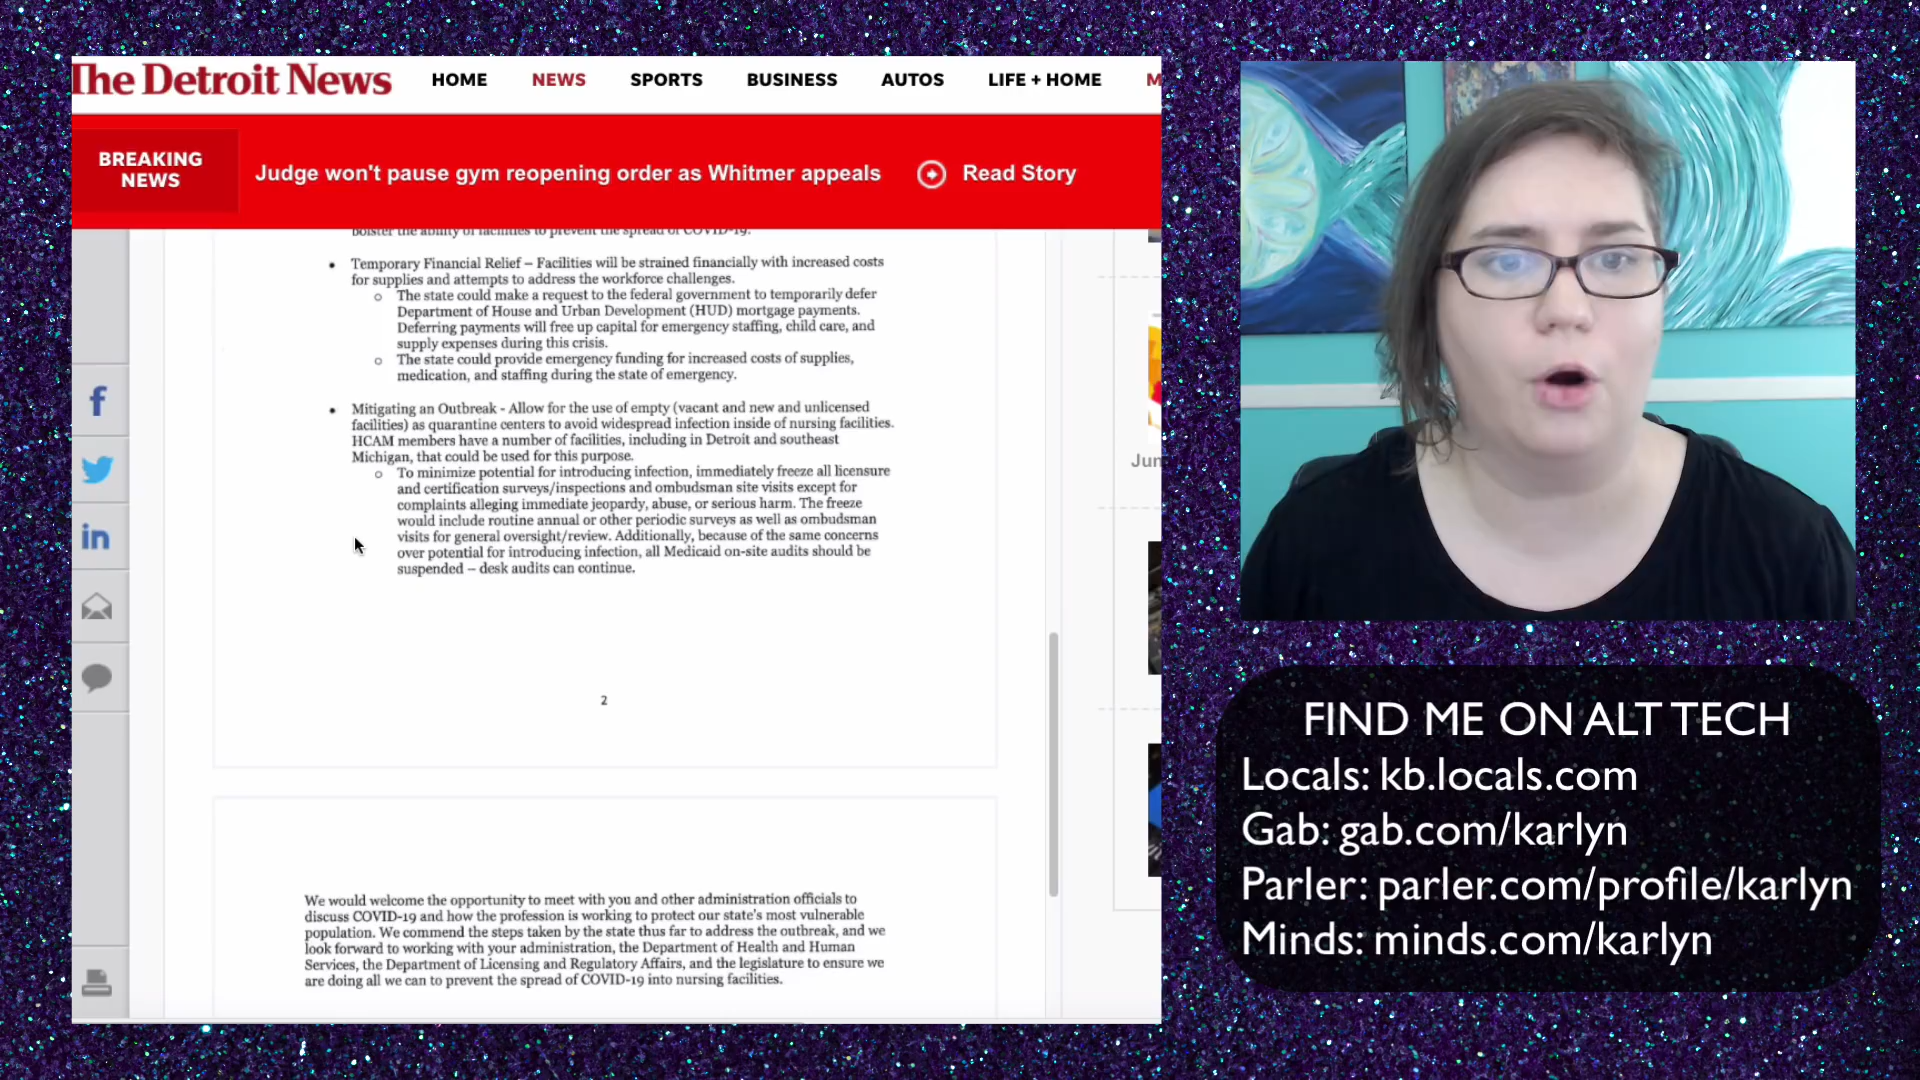 The Detroit News
HOME NEWS SPORTS BUSINESS AUTOS LIFE + HOME M
BREAKING
NEWS
Judge won't pause gym reopening order as Whitmer appeals
Read Story
bolster the ability of facilities to prevent the spread of COVID-19.
• Temporary Financial Relief – Facilities will be strained financially with increased costs
for supplies and attempts to address the workforce challenges.
o The state could make a request to the federal government to temporarily defer
Department of House and Urban Development (HUD) mortgage payments.
Deferring payments will free up capital for emergency staffing, child care, and
supply expenses during this crisis.
o The state could provide emergency funding for increased costs of supplies,
medication, and staffing during the state of emergency.
• Mitigating an Outbreak - Allow for the use of empty (vacant and new and unlicensed
facilities) as quarantine centers to avoid widespread infection inside of nursing facilities.
HCAM members have a number of facilities, including in Detroit and southeast
Michigan, that could be used for this purpose.
o To minimize potential for introducing infection, immediately freeze all licensure
and certification surveys/inspections and ombudsman site visits except for
complaints alleging immediate jeopardy, abuse, or serious harm. The freeze
would include routine annual or other periodic surveys as well as ombudsman
visits for general oversight/review. Additionally, because of the same concerns
over potential for introducing infection, all Medicaid on-site audits should be
suspended – desk audits can continue.
2
We would welcome the opportunity to meet with you and other administration officials to
discuss COVID-19 and how the profession is working to protect our state's most vulnerable
population. We commend the steps taken by the state thus far to address the outbreak, and we
look forward to working with your administration, the Department of Health and Human
Services, the Department of Licensing and Regulatory Affairs, and the legislature to ensure we
are doing all we can to prevent the spread of COVID-19 into nursing facilities.
Jun
FIND ME ON ALT TECH
Locals: kb.locals.com
Gab: gab.com/karlyn
Parler: parler.com/profile/karlyn
Minds: minds.com/karlyn